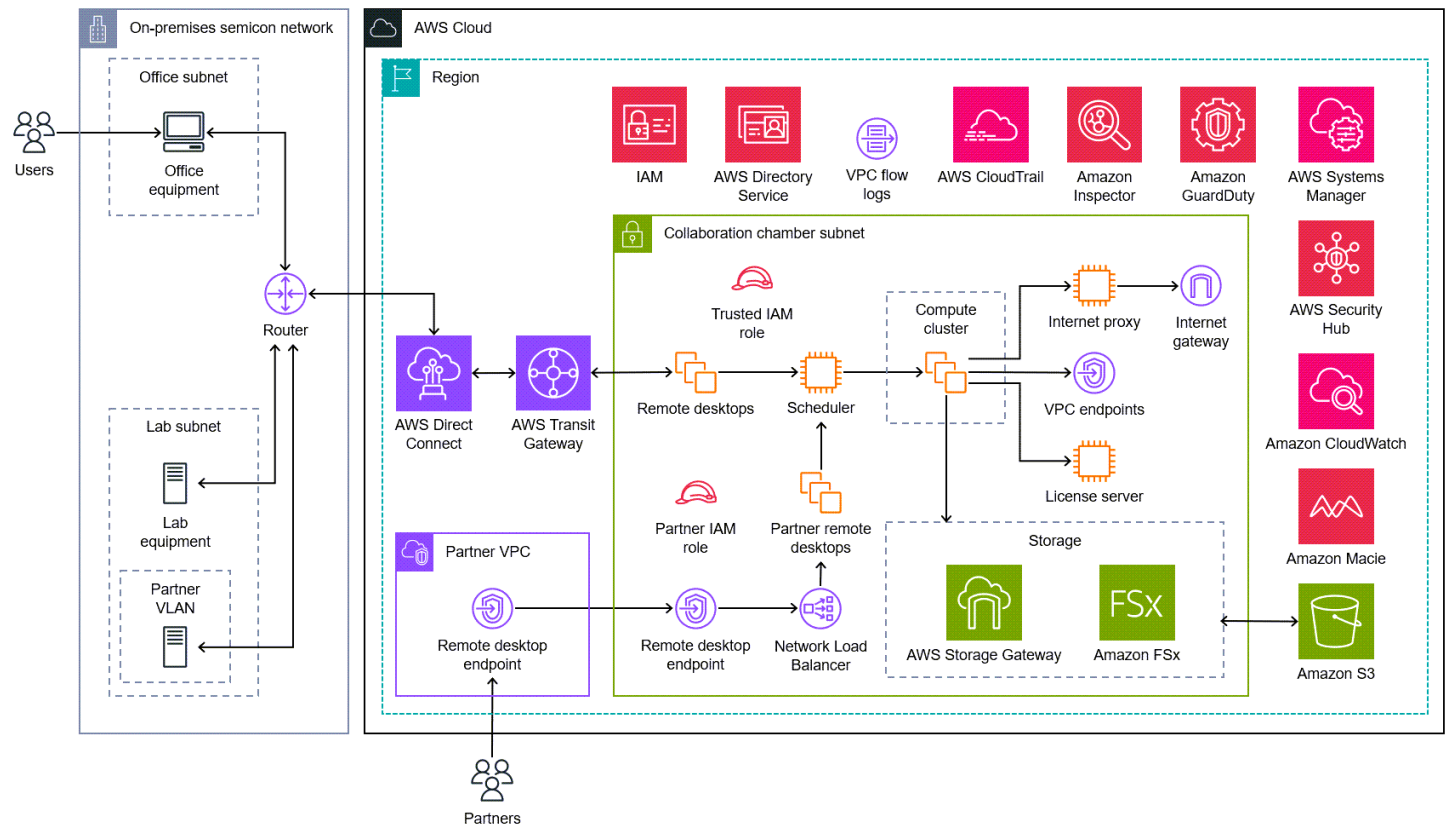 On-premises semicon network
AWS Cloud
Office subnet
Region
Users
Office
equipment
IAM
AWS Directory
Service
VPC flow
logs
AWS CloudTrail
Amazon
Inspector
Amazon
GuardDuty
AWS Systems
Manager
Collaboration chamber subnet
Router
Trusted IAM
role
Compute
cluster
Internet proxy
Internet
gateway
AWS Security
Hub
AWS Direct
Connect
AWS Transit
Gateway
Remote desktops
Scheduler
VPC endpoints
Amazon CloudWatch
Lab subnet
Lab
equipment
Partner IAM
role
Partner remote
desktops
License server
Storage
Amazon Macie
Partner VPC
Partner
VLAN
Remote desktop
endpoint
Remote desktop
endpoint
Network Load
Balancer
AWS Storage Gateway
FSx
Amazon FSx
Amazon S3
Partners